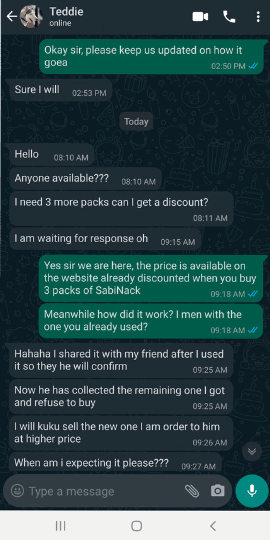 Teddie
online
Okay sir, please keep us updated on how it
goea
02:50 PM
Sure I will
02:53 PM
Today
Hello
08:10 AM
Anyone available???
08:10 AM
I need 3 more packs can I get a discount?
08:11 AM
I am waiting for response oh
09:15 AM
Yes sir we are here, the price is available on
the website already discounted when you buy
3 packs of SabiNack
09:18 AM
Meanwhile how did it work? I men with the
one you already used?
09:18 AM
Hahaha I shared it with my friend after I used
it so they he will confirm
09:25 AM
Now he has collected the remaining one I got
and refuse to buy
09:25 AM
I will kuku sell the new one I am order to him
at higher price
09:26 AM
When am i expecting it please???
09:27 AM
Type a message